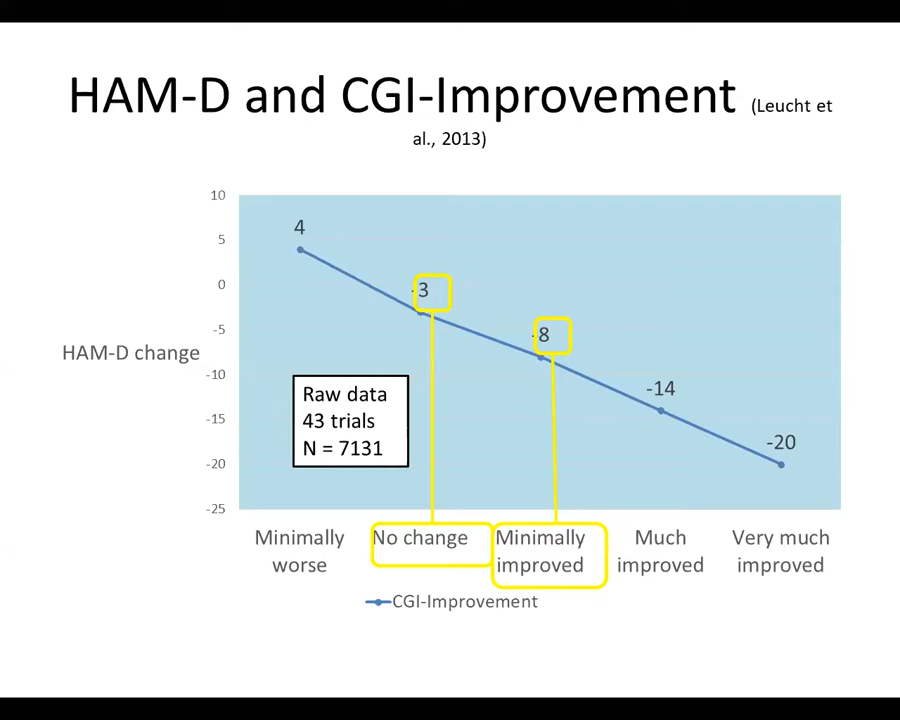 HAM-D and CGI-Improvement (Leucht et
al., 2013)
10
5
0
-5
-10
-15
-20
-25
HAM-D change
4
-3
-8
-14
-20
Raw data
43 trials
N = 7131
Minimally
worse
No change
Minimally
improved
Much
improved
Very much
improved
CGI-Improvement